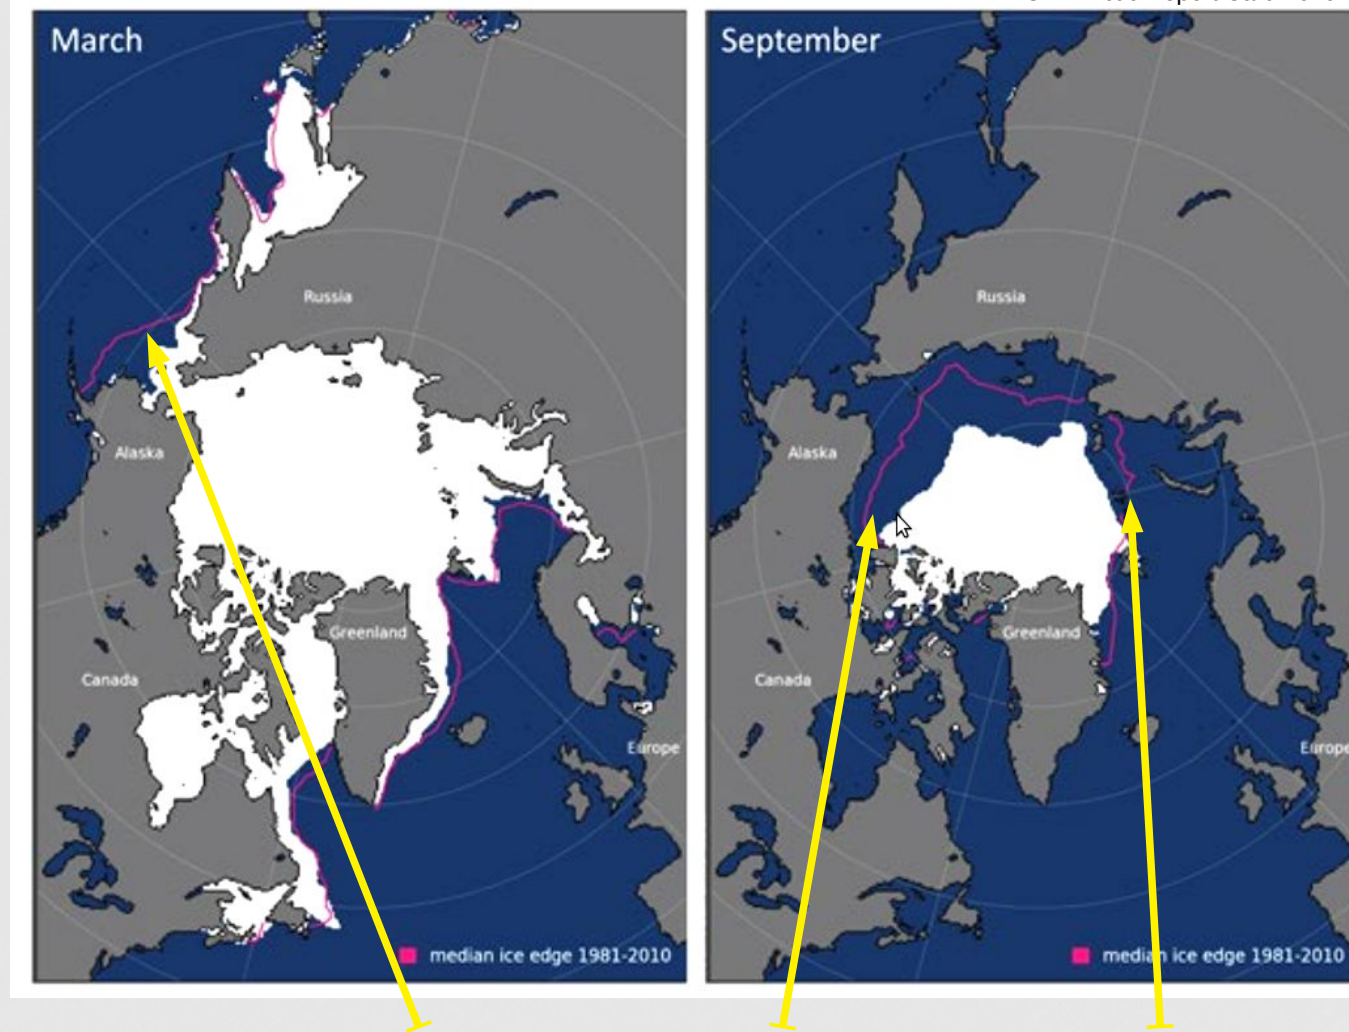 March
Russia
Alaska
Greenland
Canada
Europe
median ice edge 1981-2010
September
Russia
Alaska
Greenland
Canada
Europe
median ice edge 1981-2010